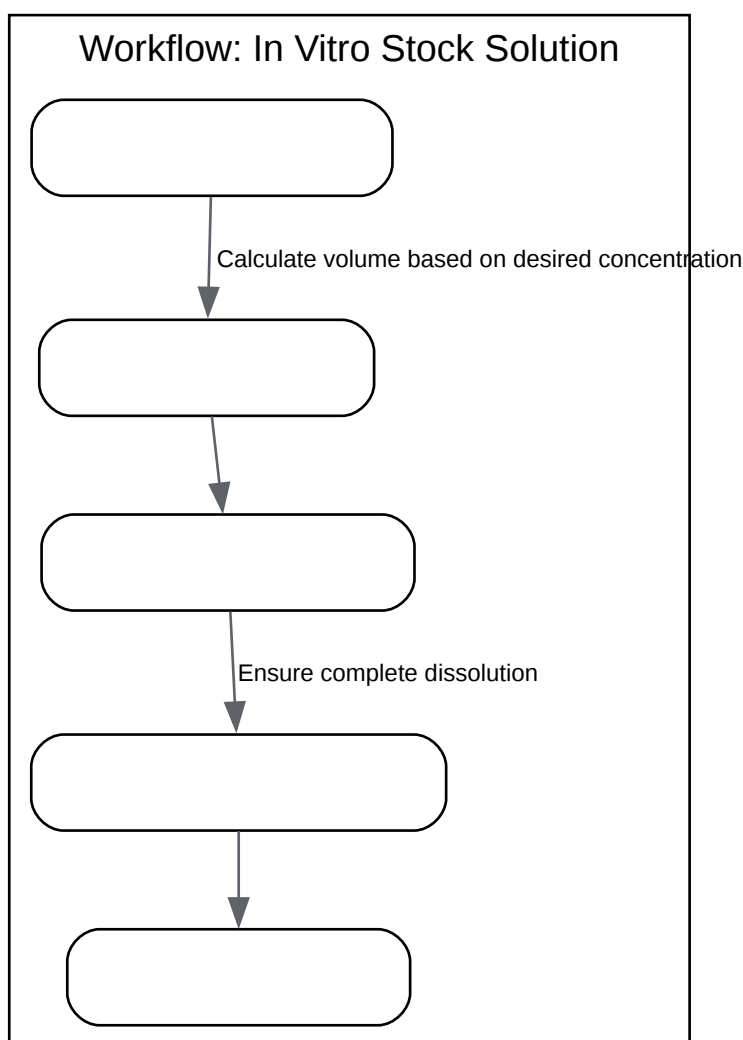 Workflow: In Vitro Stock Solution
Calculate volume based on desired concentration
Ensure complete dissolution